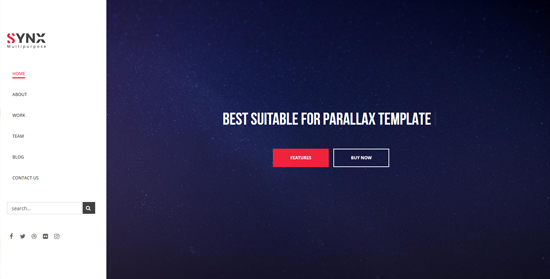 SYNX
Multipurpose
HOME
ABOUT
WORK
TEAM
BLOG
CONTACT US
search...
BEST SUITABLE FOR PARALLAX TEMPLATE
FEATURES
BUY NOW